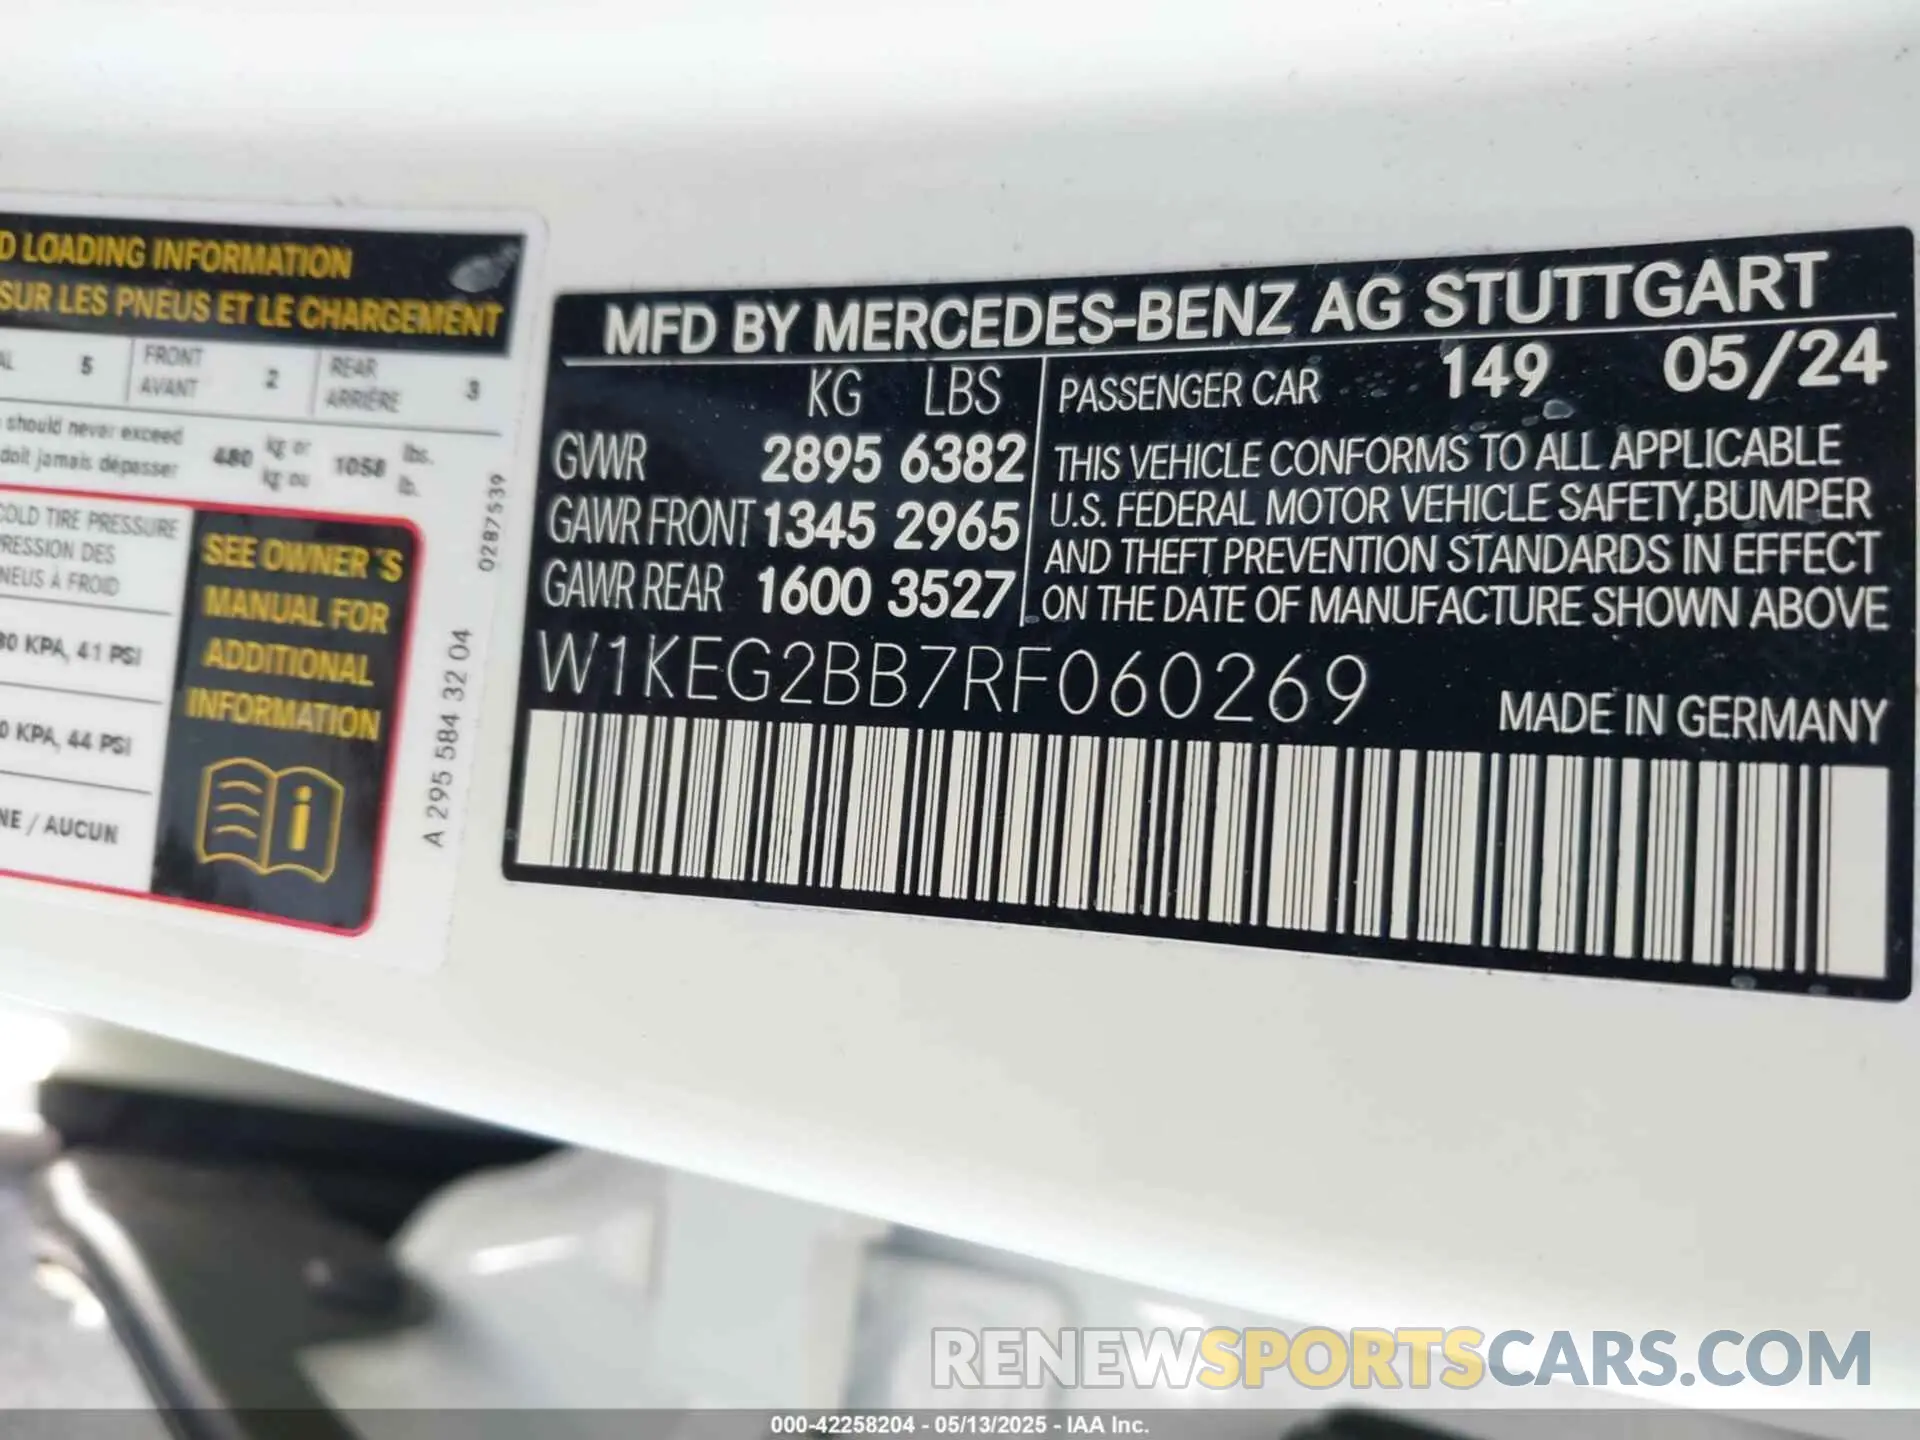 D LOADING INFORMATION
SUR LES PNEUS ET LE CHARGEMENT
AL 5 FRONT AVANT 2 REAR ARRIÈRE 3
should never exceed
doit jamais dépasser 480 kg or kg ou 1058 lbs. lb.
COLD TIRE PRESSURE
RESSION DES
NEUS À FROID
80 KPA, 41 PSI
0 KPA, 44 PSI
NE / AUCUN
SEE OWNER'S
MANUAL FOR
ADDITIONAL
INFORMATION
i
0287539
A 295 584 32 04
MFD BY MERCEDES-BENZ AG STUTTGART
KG LBS
GVWR 2895 6382
GAWR FRONT 1345 2965
GAWR REAR 1600 3527
PASSENGER CAR 149 05/24
THIS VEHICLE CONFORMS TO ALL APPLICABLE
U.S. FEDERAL MOTOR VEHICLE SAFETY,BUMPER
AND THEFT PREVENTION STANDARDS IN EFFECT
ON THE DATE OF MANUFACTURE SHOWN ABOVE
W1KEG2BB7RF060269
MADE IN GERMANY
RENEWSPORTSCARS.COM
000-42258204 - 05/13/2025 - IAA Inc.